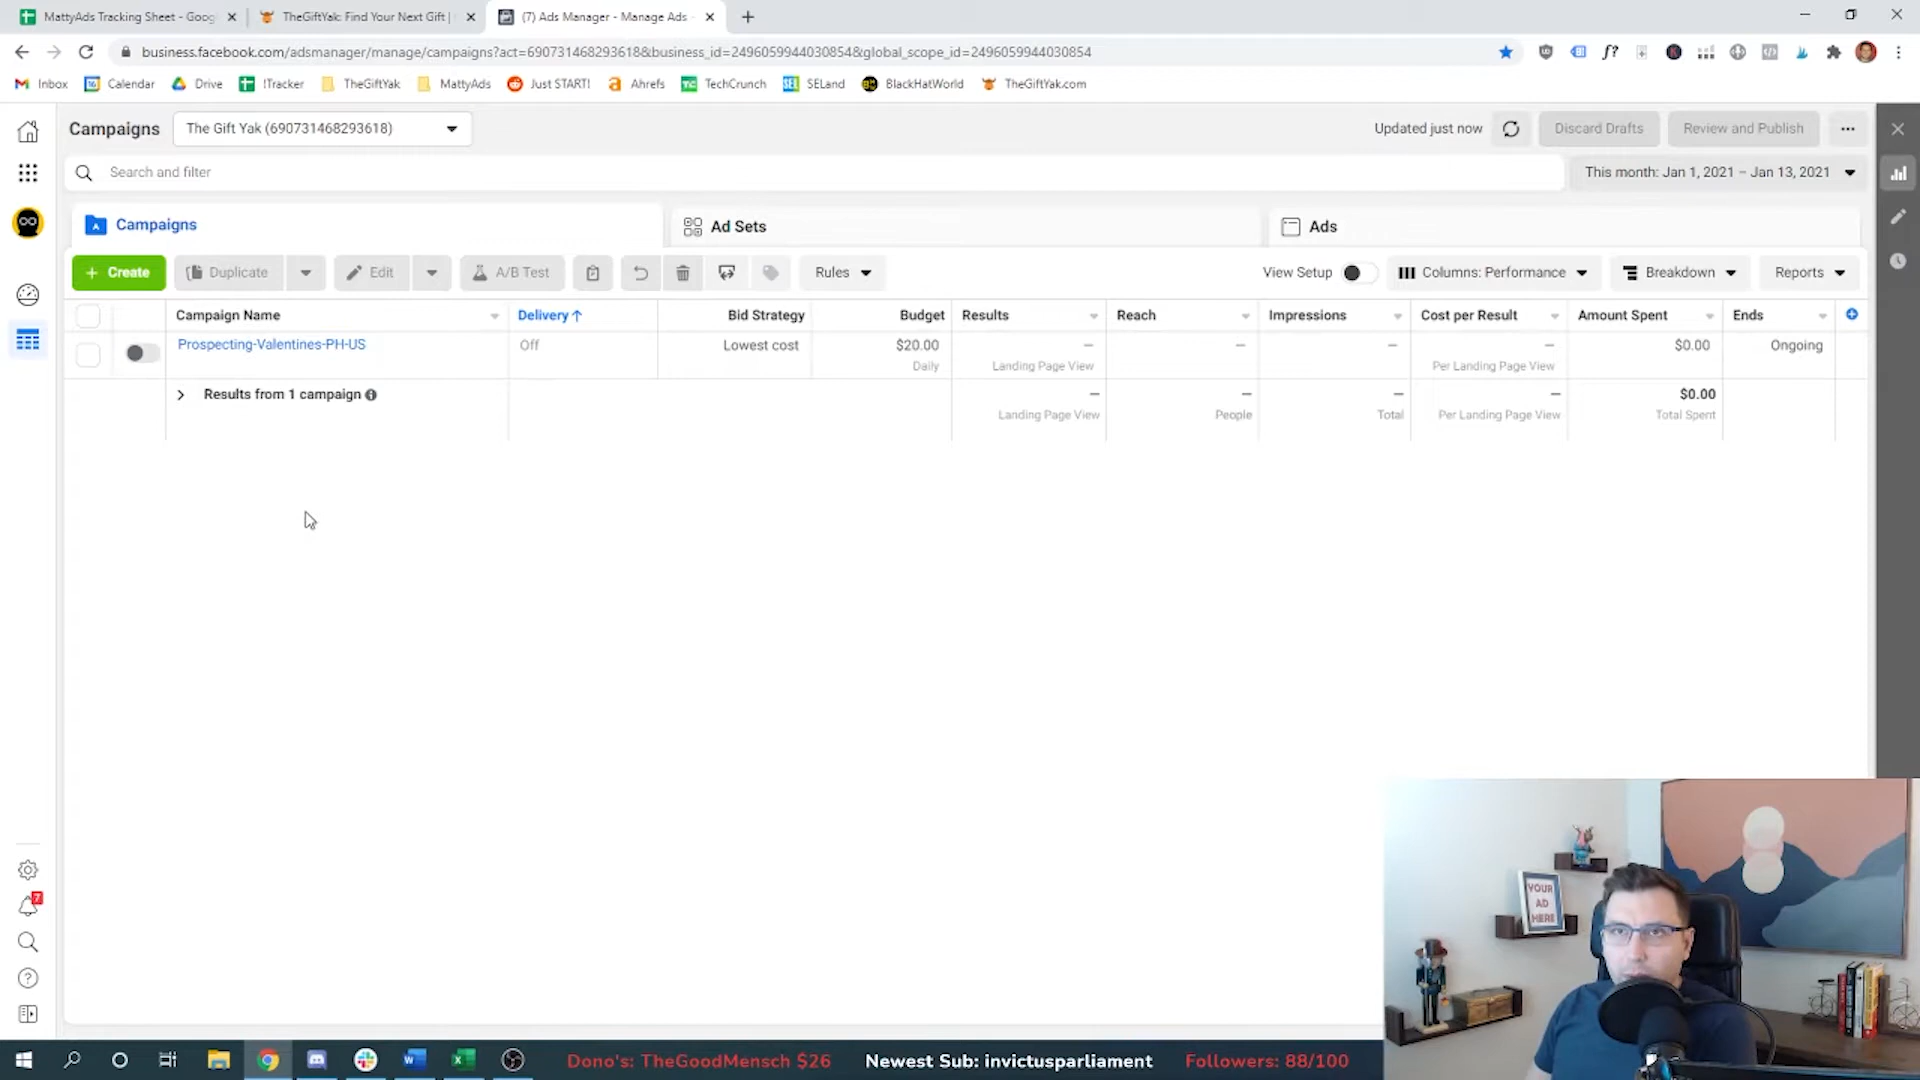 MattyAds Tracking Sheet - Goog
TheGiftYak: Find Your Next Gift |
(7) Ads Manager - Manage Ads -
business.facebook.com/adsmanager/manage/campaigns?act=690731468293618&business_id=2496059944030854&global_scope_id=2496059944030854
Inbox
Calendar
Drive
!Tracker
TheGiftYak
MattyAds
Just START!
Ahrefs
TechCrunch
SELand
BlackHatWorld
TheGiftYak.com
Campaigns
The Gift Yak (690731468293618)
Updated just now
Discard Drafts
Review and Publish
Search and filter
This month: Jan 1, 2021 – Jan 13, 2021
Campaigns
Ad Sets
Ads
+ Create
Duplicate
Edit
A/B Test
Rules
View Setup
Columns: Performance
Breakdown
Reports
Campaign Name
Delivery ↑
Bid Strategy
Budget
Results
Reach
Impressions
Cost per Result
Amount Spent
Ends
Prospecting-Valentines-PH-US
Off
Lowest cost
$20.00
Daily
—
Landing Page View
—
—
—
Per Landing Page View
$0.00
Ongoing
Results from 1 campaign
—
Landing Page View
—
People
—
Total
—
Per Landing Page View
$0.00
Total Spent
7
YOUR
AD
HERE
Dono's: TheGoodMensch $26
Newest Sub: invictusparliament
Followers: 88/100